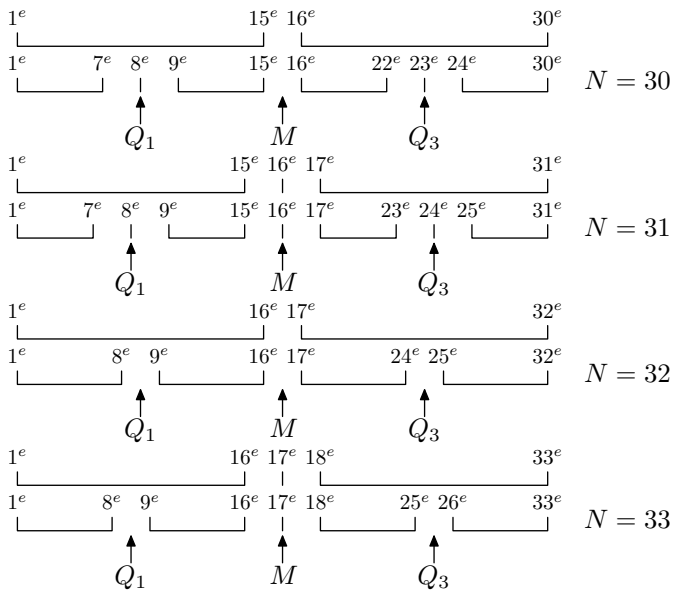 1^e 15^e 16^e 30^e
1^e 7^e 8^e 9^e 15^e 16^e 22^e 23^e 24^e 30^e N = 30
Q_1 M Q_3
1^e 15^e 16^e 17^e 31^e
1^e 7^e 8^e 9^e 15^e 16^e 17^e 23^e 24^e 25^e 31^e N = 31
Q_1 M Q_3
1^e 16^e 17^e 32^e
1^e 8^e 9^e 16^e 17^e 24^e 25^e 32^e N = 32
Q_1 M Q_3
1^e 16^e 17^e 18^e 33^e
1^e 8^e 9^e 16^e 17^e 18^e 25^e 26^e 33^e N = 33
Q_1 M Q_3